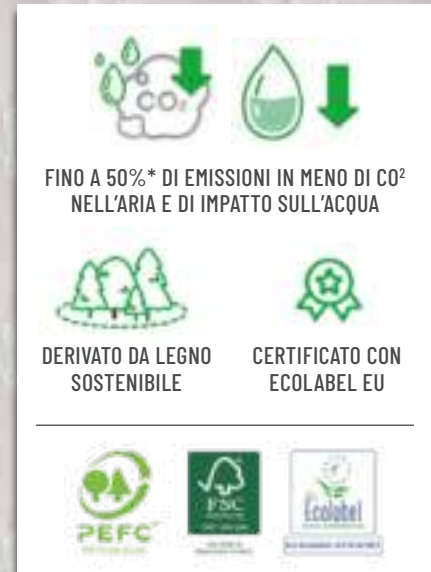 CO₂
FINO A 50%* DI EMISSIONI IN MENO DI CO²
NELL'ARIA E DI IMPATTO SULL'ACQUA
DERIVATO DA LEGNO
SOSTENIBILE
CERTIFICATO CON
ECOLABEL EU
PEFC
FSC
Ecolabel